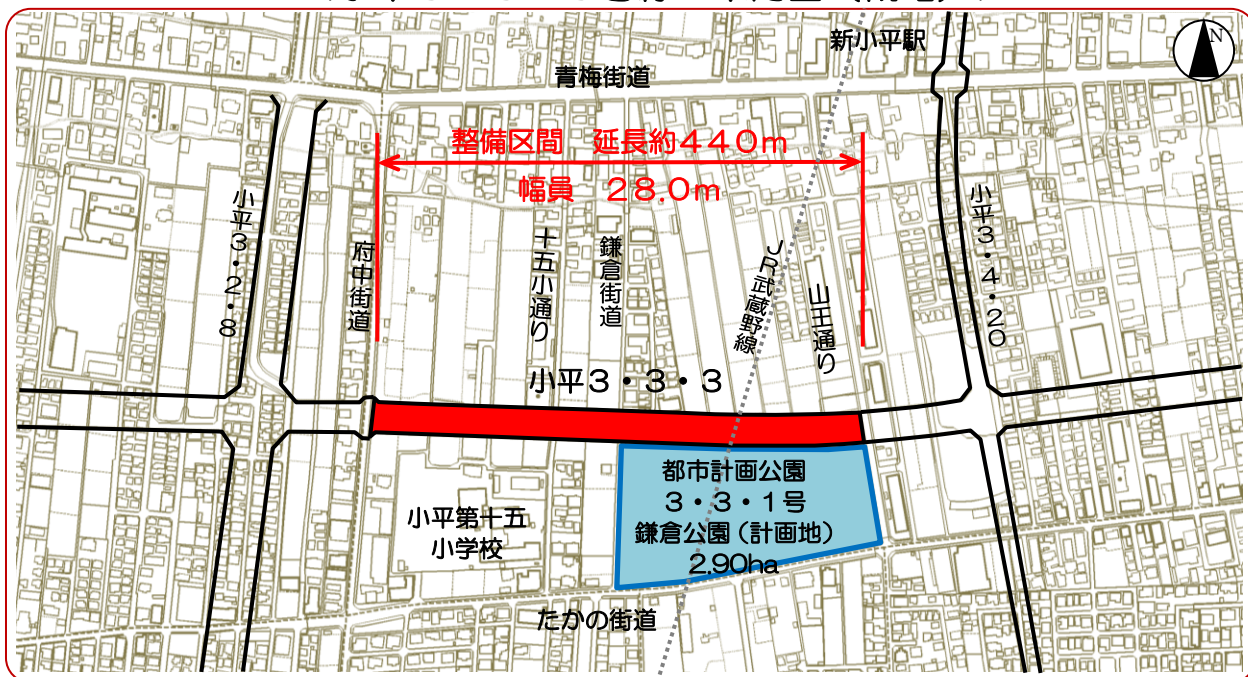 新小平駅
N
青梅街道
整備区間 延長約440m
幅員 28.0m
小平3・2・8
府中街道
十五小通り
鎌倉街道
JR武蔵野線
山王通り
小平3・4・20
小平3・3・3
都市計画公園
3・3・1号
鎌倉公園(計画地)
2.90ha
小平第十五
小学校
たかの街道